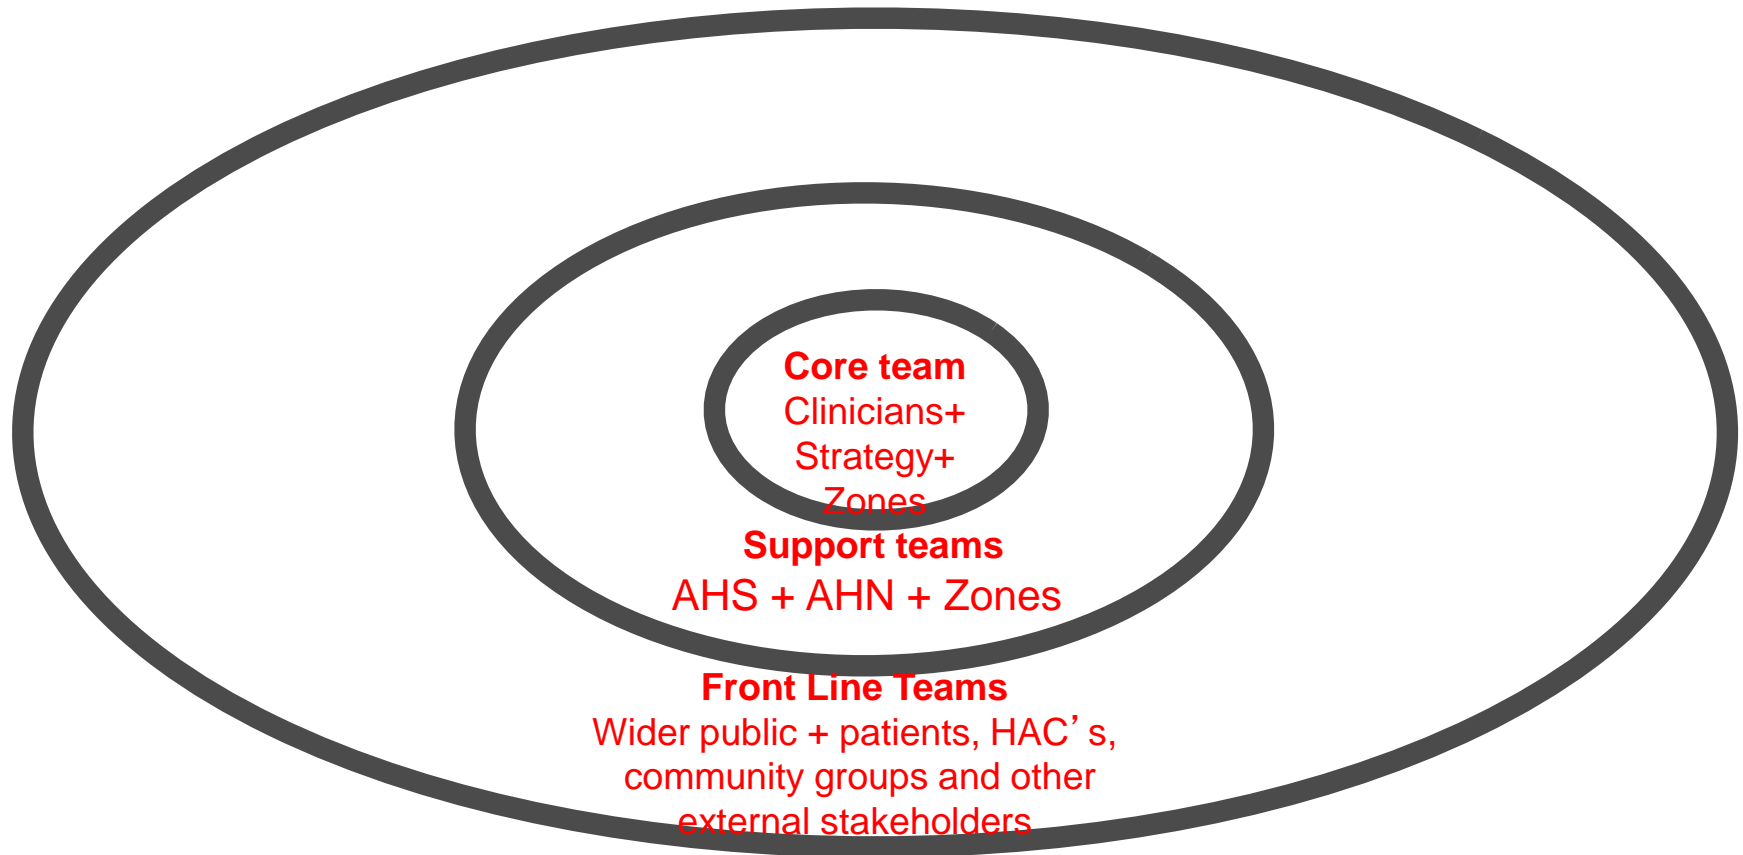 Core team
Clinicians+
Strategy+
Zones
Support teams
AHS + AHN + Zones
Front Line Teams
Wider public + patients, HAC’ s,
community groups and other
external stakeholders